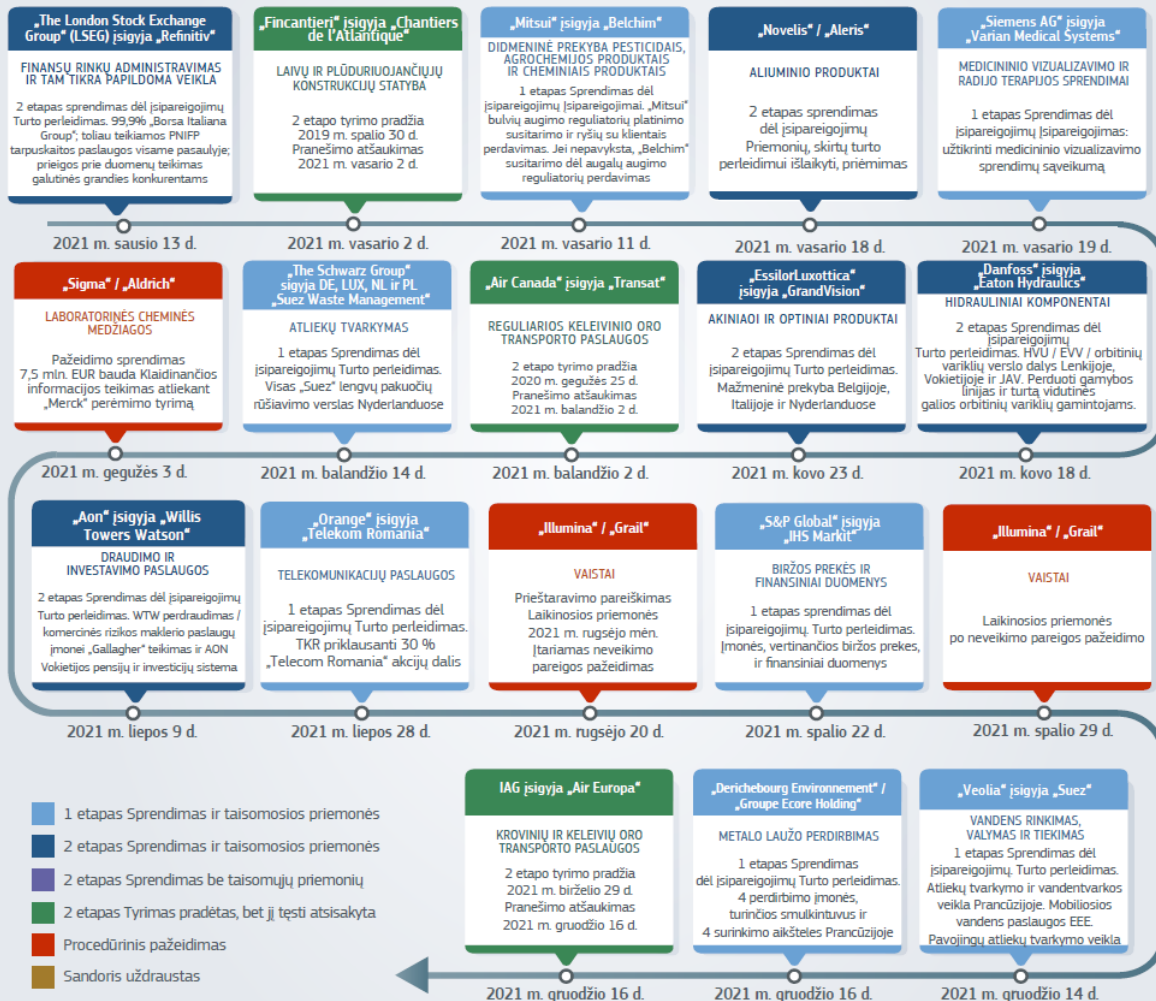 „The London Stock Exchange
Group“ (LSEG) įsigyja „Refinitiv“
FINANSŲ RINKŲ ADMINISTRAVIMAS
IR TAM TIKRA PAPILDOMA VEIKLA
2 etapas sprendimas dėl įsipareigojimų
Turto perleidimas. 99,9% „Borsa Italiana
Group“; toliau teikiamos PNIFP
tarpuskaitos paslaugos visame pasaulyje;
prieigos prie duomenų teikimas
galutinės grandies konkurentams
2021 m. sausio 13 d.
„Fincantieri“ įsigyja „Chantiers
de l’Atlantique“
LAIVŲ IR PLŪDURIUOJANČIŲJŲ
KONSTRUKCIJŲ STATYBA
2 etapo tyrimo pradžia
2019 m. spalio 30 d.
Pranešimo atšaukimas
2021 m. vasario 2 d.
2021 m. vasario 2 d.
„Mitsui“ įsigyja „Belchim“
DIDMENINĖ PREKYBA PESTICIDAIS,
AGROCHEMIJOS PRODUKTAIS
IR CHEMINIAIS PRODUKTAIS
1 etapas Sprendimas dėl
įsipareigojimų Įsipareigojimai. „Mitsui“
bulvių augimo reguliatorių platinimo
susitarimo ir ryšių su klientais
perdavimas. Jei nepavyksta, „Belchim“
susitarimo dėl augalų augimo
reguliatorių perdavimas
2021 m. vasario 11 d.
„Novelis“ / „Aleris“
ALIUMINIO PRODUKTAI
2 etapas sprendimas
dėl įsipareigojimų
Priemonių, skirtų turto
perleidimui išlaikyti, priėmimas
2021 m. vasario 18 d.
„Siemens AG“ įsigyja
„Varian Medical Systems“
MEDICININIO VIZUALIZAVIMO IR
RADIJO TERAPIJOS SPRENDIMAI
1 etapas Sprendimas dėl
įsipareigojimų Įsipareigojimas:
užtikrinti medicininio vizualizavimo
sprendimų sąveikumą
2021 m. vasario 19 d.
„Sigma“ / „Aldrich“
LABORATORINĖS CHEMINĖS
MEDŽIAGOS
Pažeidimo sprendimas
7,5 mln. EUR bauda Klaidinančios
informacijos teikimas atliekant
„Merck“ perėmimo tyrimą
2021 m. gegužės 3 d.
„The Schwarz Group“
sigyja DE, LUX, NL ir PL
„Suez Waste Management“
ATLIEKŲ TVARKYMAS
1 etapas Sprendimas dėl
įsipareigojimų Turto perleidimas.
Visas „Suez“ lengvų pakuočių
rūšiavimo verslas Nyderlanduose
2021 m. balandžio 14 d.
„Air Canada“ įsigyja „Transat“
REGULIARIOS KELEIVINIO ORO
TRANSPORTO PASLAUGOS
2 etapo tyrimo pradžia
2020 m. gegužės 25 d.
Pranešimo atšaukimas
2021 m. balandžio 2 d.
2021 m. balandžio 2 d.
„EssilorLuxottica“
įsigyja „GrandVision“
AKINIAOI IR OPTINIAI PRODUKTAI
2 etapas Sprendimas dėl
įsipareigojimų Turto perleidimas.
Mažmeninė prekyba Belgijoje,
Italijoje ir Nyderlanduose
2021 m. kovo 23 d.
„Danfoss“ įsigyja
„Eaton Hydraulics“
HIDRAULINIAI KOMPONENTAI
2 etapas Sprendimas dėl
įsipareigojimų
Turto perleidimas. HVU / EVV / orbitinių
variklių verslo dalys Lenkijoje,
Vokietijoje ir JAV. Perduoti gamybos
linijas ir turtą vidutinės
galios orbitinių variklių gamintojams.
2021 m. kovo 18 d.
„Aon“ įsigyja „Willis
Towers Watson“
DRAUDIMO IR
INVESTAVIMO PASLAUGOS
2 etapas Sprendimas dėl įsipareigojimų
Turto perleidimas. WTW perdraudimas /
komercinės rizikos maklerio paslaugų
įmonei „Gallagher“ teikimas ir AON
Vokietijos pensijų ir investicijų sistema
2021 m. liepos 9 d.
„Orange“ įsigyja
„Telekom Romania“
TELEKOMUNIKACIJŲ PASLAUGOS
1 etapas Sprendimas dėl
įsipareigojimų Turto perleidimas.
TKR priklausanti 30 %
„Telecom Romania“ akcijų dalis
2021 m. liepos 28 d.
„Illumina“ / „Grail“
VAISTAI
Prieštaravimo pareiškimas
Laikinosios priemonės
2021 m. rugsėjo mėn.
Įtariamas neveikimo
pareigos pažeidimas
2021 m. rugsėjo 20 d.
„S&P Global“ įsigyja
„IHS Markit“
BIRŽOS PREKĖS IR
FINANSINIAI DUOMENYS
1 etapas sprendimas dėl
įsipareigojimų. Turto perleidimas.
Įmonės, vertinančios biržos prekes,
ir finansiniai duomenys
2021 m. spalio 22 d.
„Illumina“ / „Grail“
VAISTAI
Laikinosios priemonės
po neveikimo pareigos pažeidimo
2021 m. spalio 29 d.
1 etapas Sprendimas ir taisomosios priemonės
2 etapas Sprendimas ir taisomosios priemonės
2 etapas Sprendimas be taisomųjų priemonių
2 etapas Tyrimas pradėtas, bet jį tęsti atsisakyta
Procedūrinis pažeidimas
Sandoris uždraustas
IAG įsigyja „Air Europa“
KROVINIŲ IR KELEIVIŲ ORO
TRANSPORTO PASLAUGOS
2 etapo tyrimo pradžia
2021 m. birželio 29 d.
Pranešimo atšaukimas
2021 m. gruodžio 16 d.
2021 m. gruodžio 16 d.
„Derichebourg Environnement“ /
„Groupe Ecore Holding“
METALO LAUŽO PERDIRBIMAS
1 etapas Sprendimas
dėl įsipareigojimų Turto perleidimas.
4 perdirbimo įmonės,
turinčios smulkintuvus ir
4 surinkimo aikšteles Prancūzijoje
2021 m. gruodžio 16 d.
„Veolia“ įsigyja „Suez“
VANDENS RINKIMAS,
VALYMAS IR TIEKIMAS
1 etapas Sprendimas dėl
įsipareigojimų. Turto perleidimas.
Atliekų tvarkymo ir vandentvarkos
veikla Prancūzijoje. Mobiliosios
vandens paslaugos EEE.
Pavojingų atliekų tvarkymo veikla
2021 m. gruodžio 14 d.